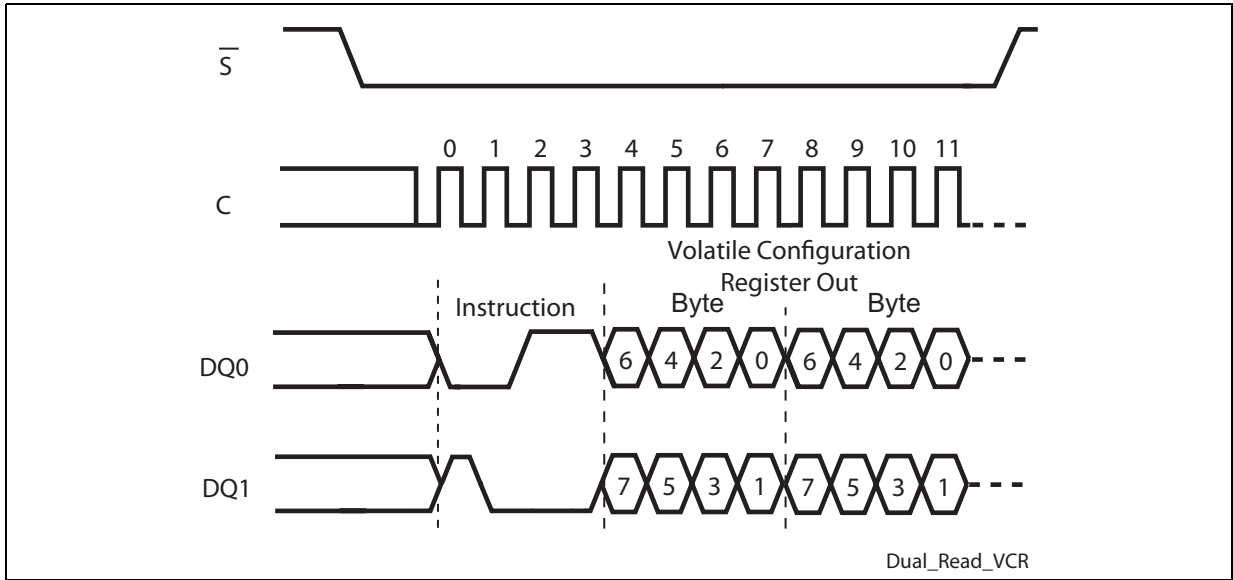 S
0 1 2 3 4 5 6 7 8 9 10 11
C
Volatile Configuration
Register Out
Instruction Byte Byte
DQ0 6 4 2 0 6 4 2 0
DQ1 7 5 3 1 7 5 3 1
Dual_Read_VCR